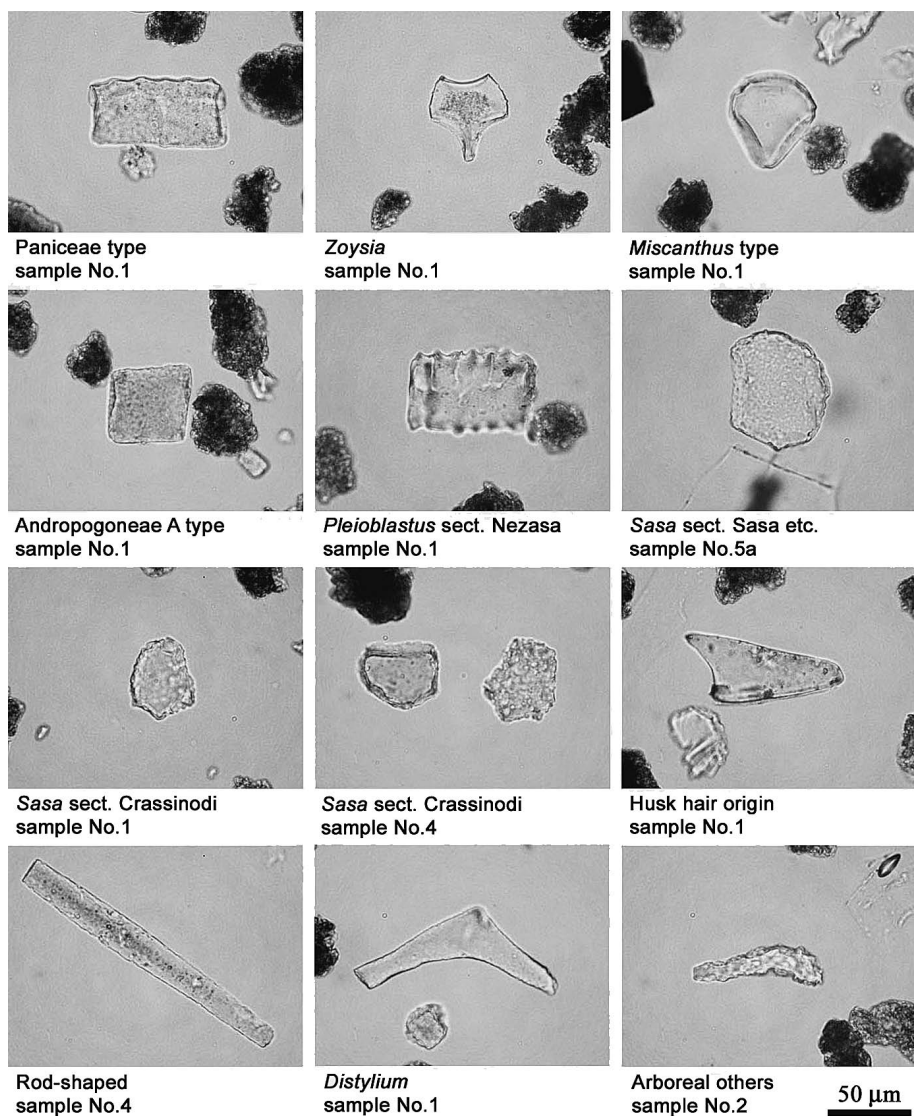 Paniceae type
sample No.1
Zoysia
sample No.1
Miscanthus type
sample No.1
Andropogoneae A type
sample No.1
Pleioblastus sect. Nezasa
sample No.1
Sasa sect. Sasa etc.
sample No.5a
Sasa sect. Crassinodi
sample No.1
Sasa sect. Crassinodi
sample No.4
Husk hair origin
sample No.1
Rod-shaped
sample No.4
Distylium
sample No.1
Arboreal others
sample No.2
50 μm